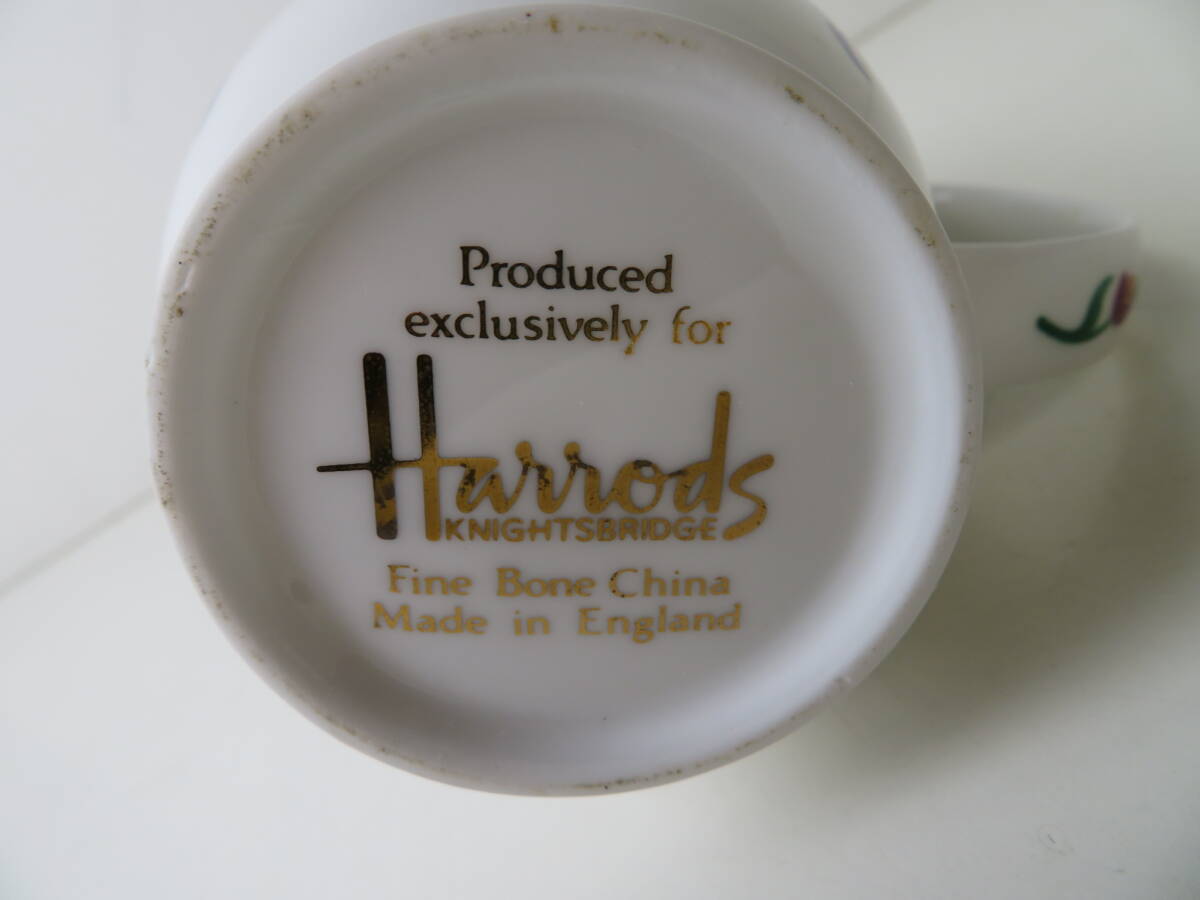 Produced
exclusively for
Harrods
KNIGHTSBRIDGE
Fine Bone China
Made in England